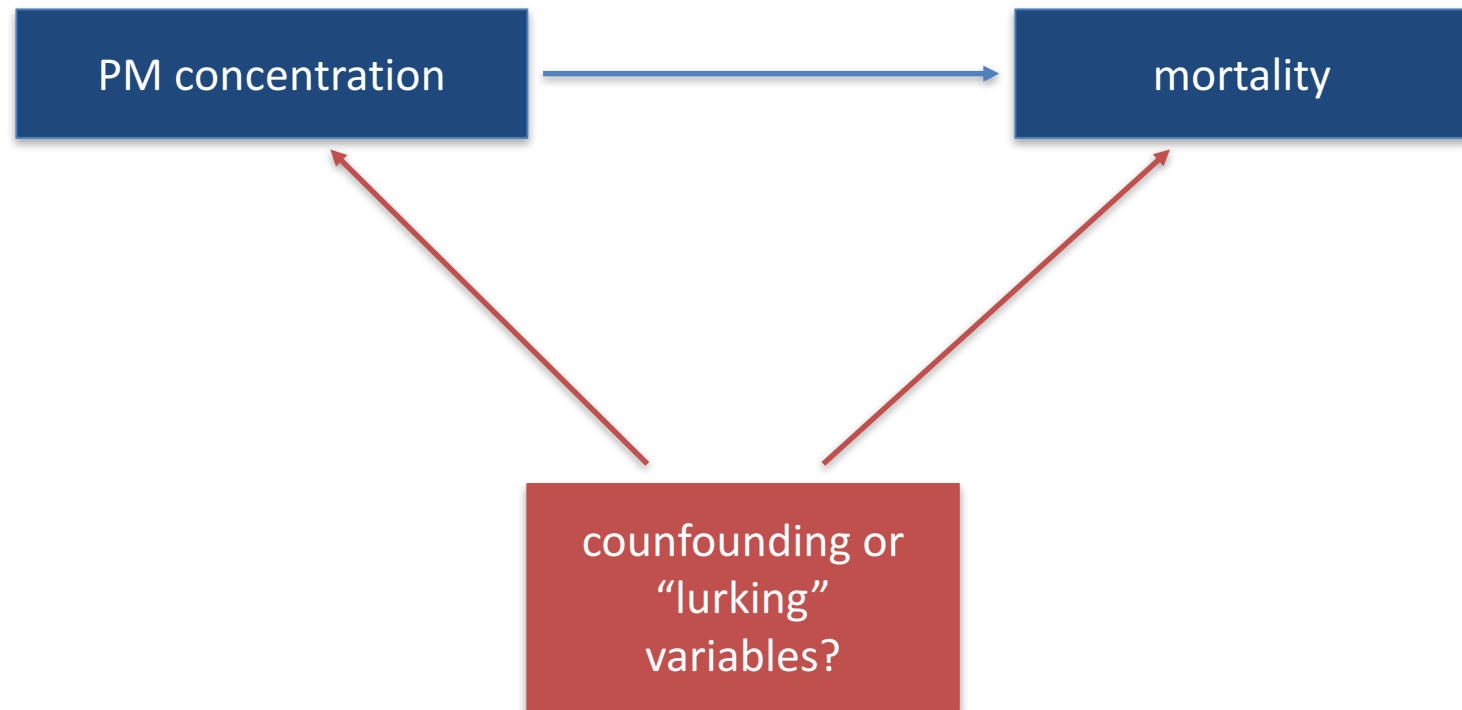 PM concentration
mortality
counfounding or
“lurking”
variables?